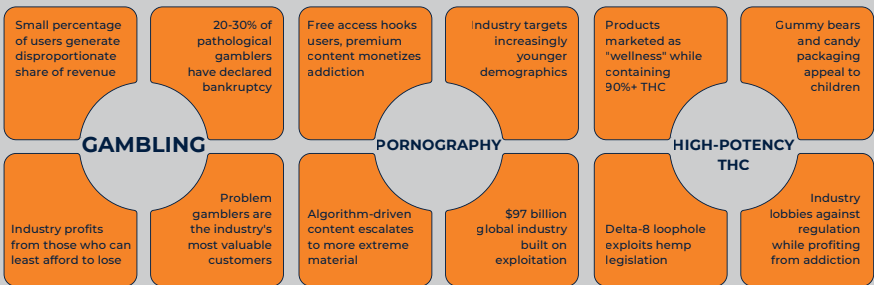 Small percentage
of users generate
disproportionate
share of revenue
20-30% of
pathological
gamblers
have declared
bankruptcy
GAMBLING
Industry profits
from those who can
least afford to lose
Problem
gamblers are
the industry's
most valuable
customers
Free access hooks
users, premium
content monetizes
addiction
Industry targets
increasingly
younger
demographics
PORNOGRAPHY
Algorithm-driven
content escalates
to more extreme
material
$97 billion
global industry
built on
exploitation
Products
marketed as
"wellness" while
containing
90%+ THC
Gummy bears
and candy
packaging
appeal to
children
HIGH-POTENCY
THC
Delta-8 loophole
exploits hemp
legislation
Industry
lobbies against
regulation
while profiting
from addiction